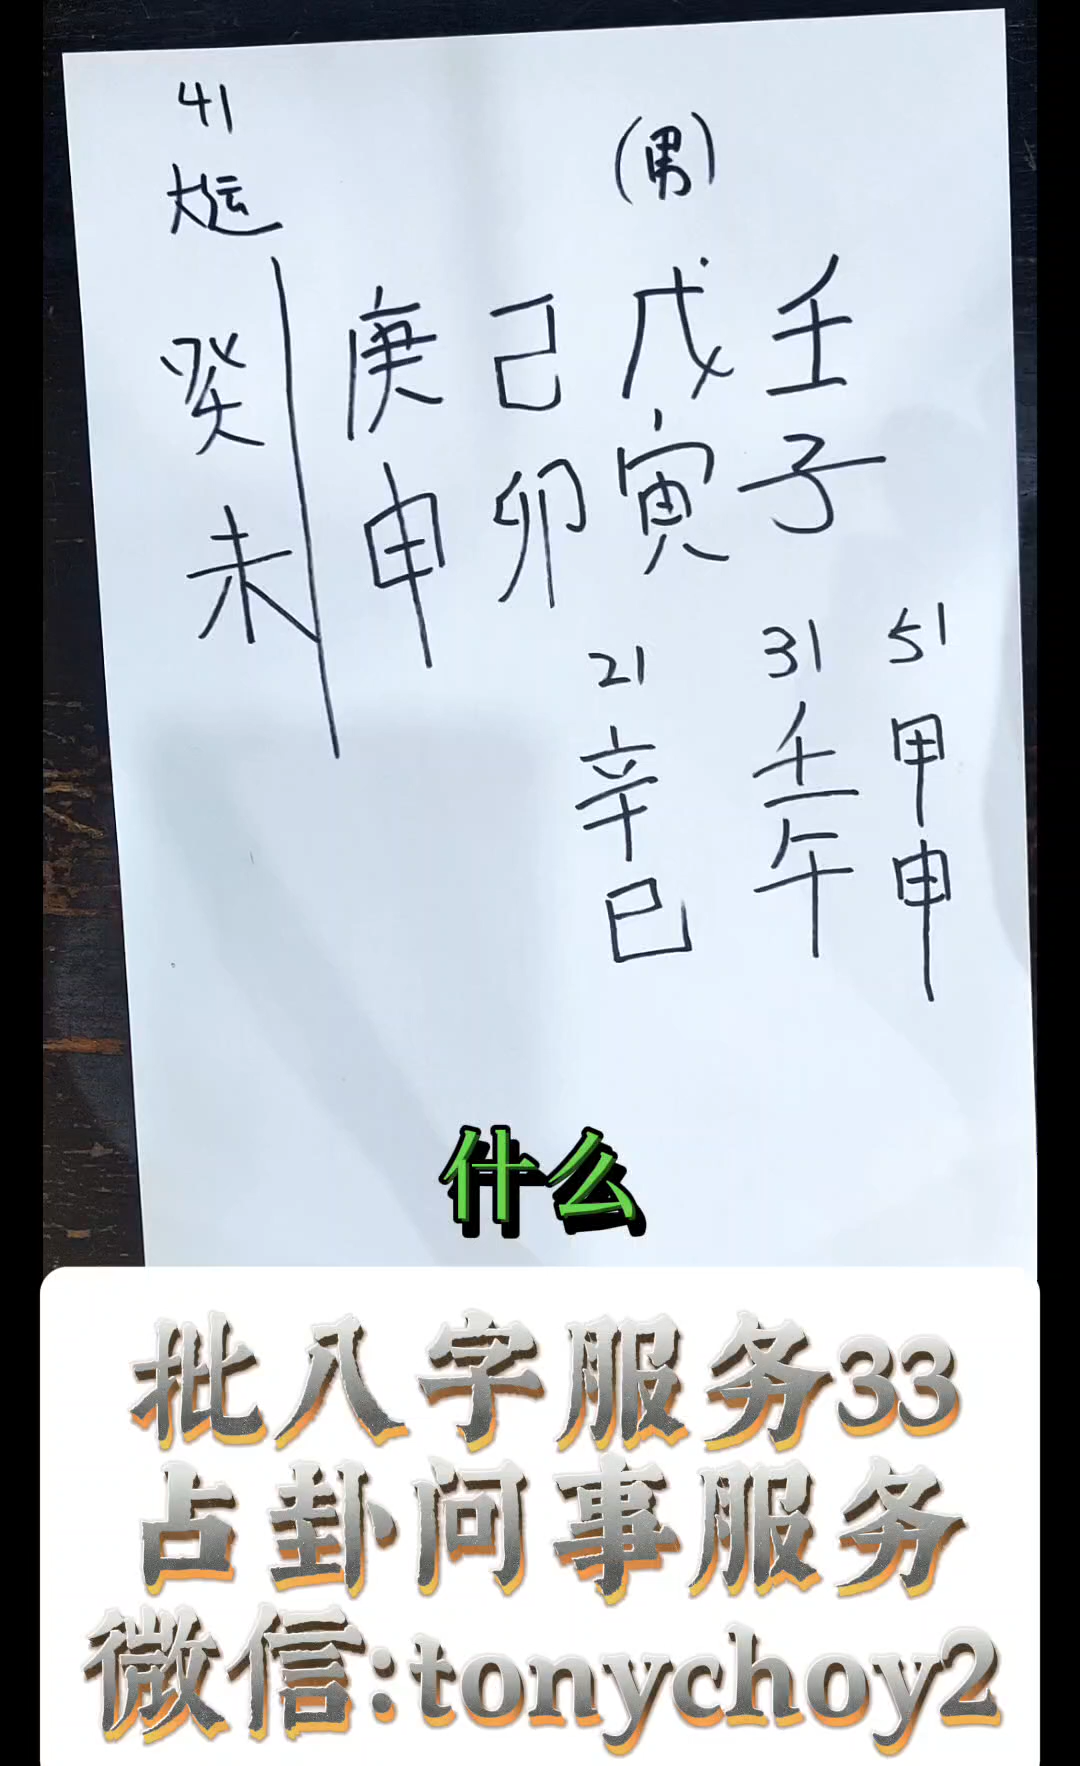 41
大运
(男)
癸 庚 己 戊 壬
未 申 卯 寅 子
21 31 51
辛 壬 甲
巳 午 申
什么
批八字服务33
占卦问事服务
微信:tonychoy2